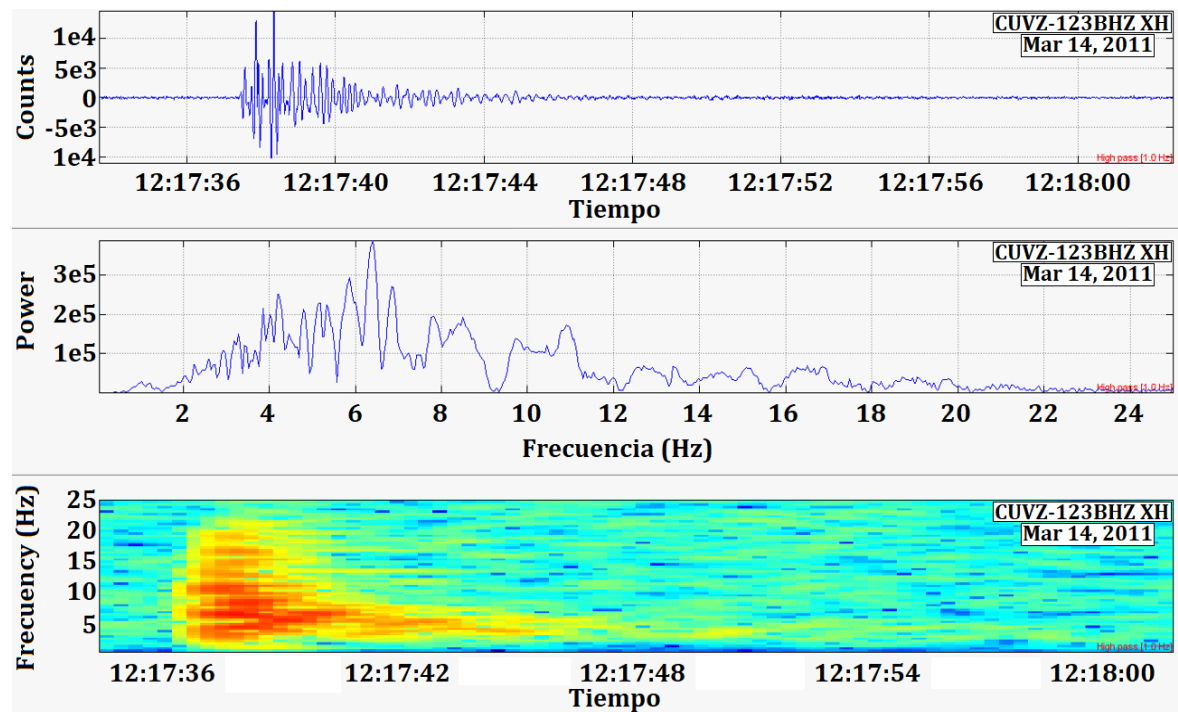 CUVZ-123BHZ XH
Mar 14, 2011
Counts
1e4
5e3
0
-5e3
1e4
High pass [1.0 Hz]
12:17:36 12:17:40 12:17:44 12:17:48 12:17:52 12:17:56 12:18:00
Tiempo
CUVZ-123BHZ XH
Mar 14, 2011
Power
3e5
2e5
1e5
High pass [1.0 Hz]
2 4 6 8 10 12 14 16 18 20 22 24
Frecuencia (Hz)
CUVZ-123BHZ XH
Mar 14, 2011
Frecuency (Hz)
25
20
15
10
5
High pass [1.0 Hz]
12:17:36 12:17:42 12:17:48 12:17:54 12:18:00
Tiempo